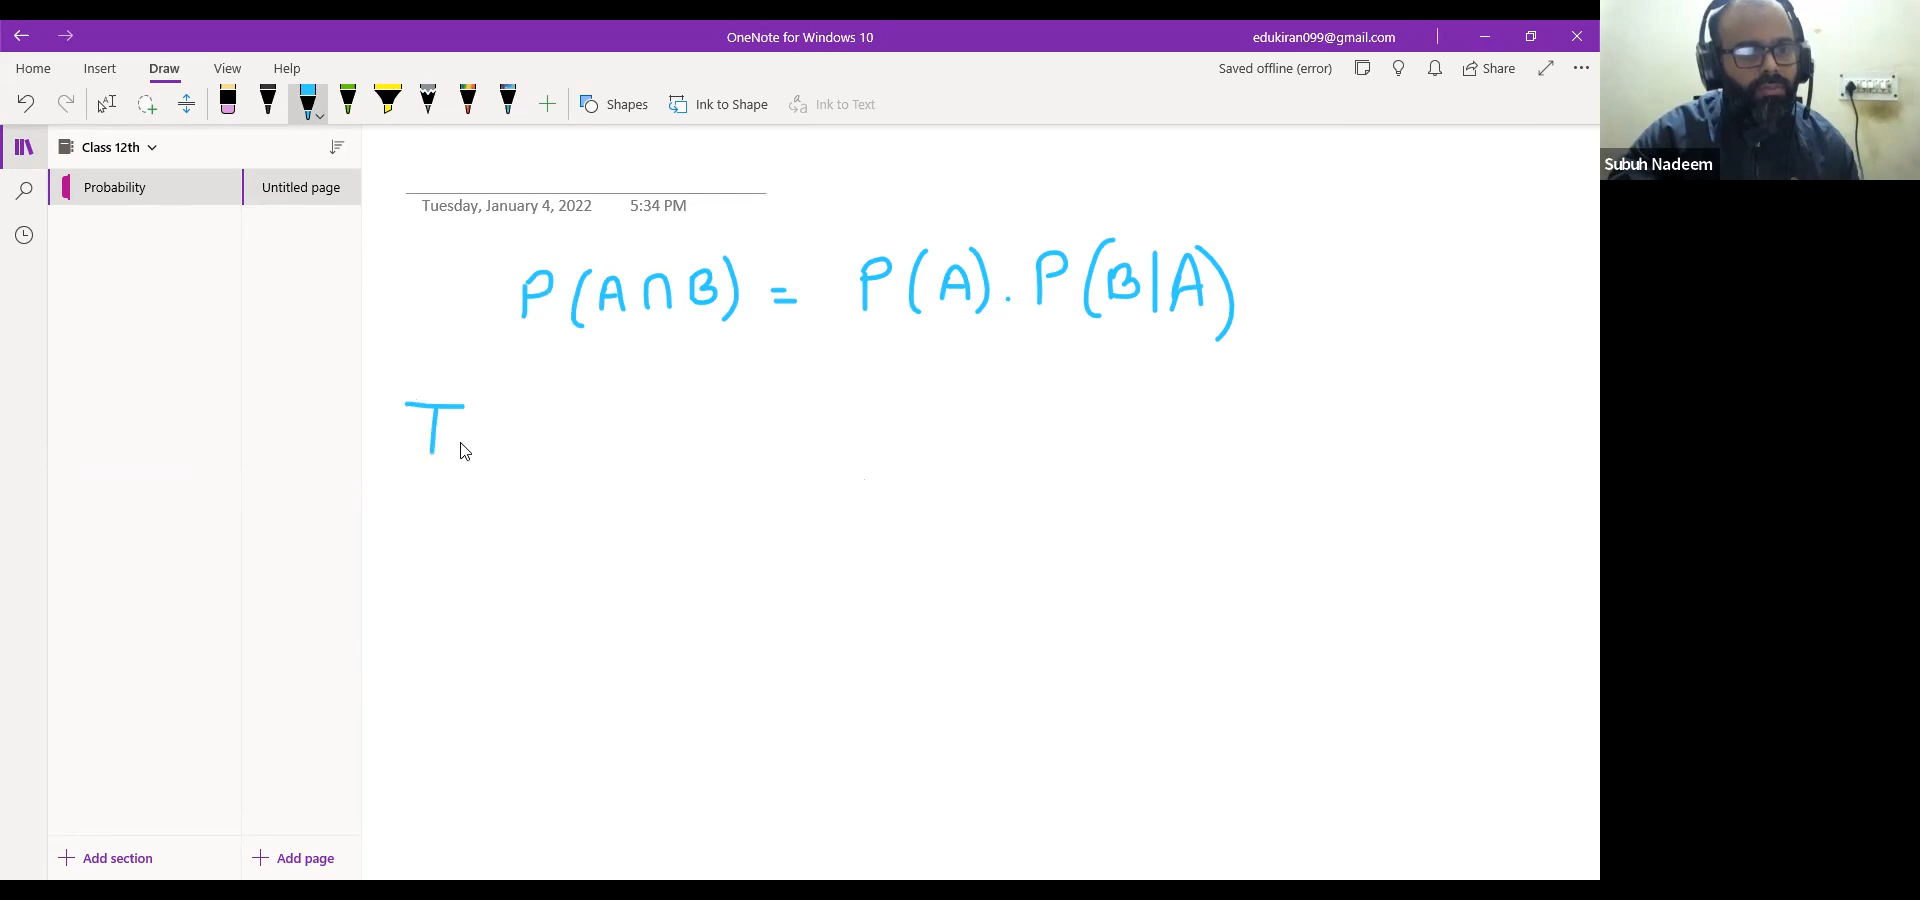 OneNote for Windows 10
edukiran099@gmail.com
Home Insert Draw View Help
Saved offline (error)
Share
Shapes
Ink to Shape
Ink to Text
Class 12th
Probability
Untitled page
Tuesday, January 4, 2022 5:34 PM
P(A∩B) = P(A).P(B|A)
T
Add section
Add page
Subuh Nadeem